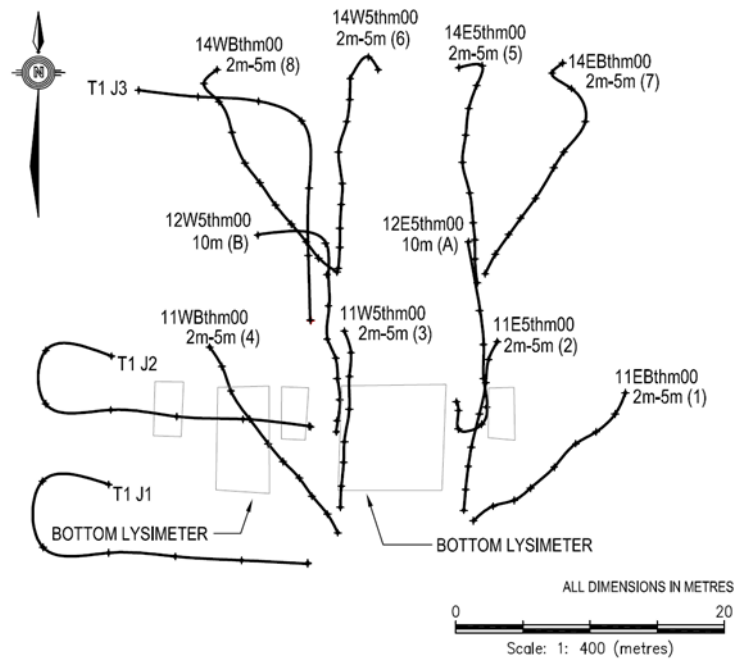 14WBthm00
2m-5m (8)
14W5thm00
2m-5m (6)
14E5thm00
2m-5m (5)
14EBthm00
2m-5m (7)
N
T1 J3
12W5thm00
10m (B)
12E5thm00
10m (A)
11WBthm00
2m-5m (4)
11W5thm00
2m-5m (3)
11E5thm00
2m-5m (2)
T1 J2
11EBthm00
2m-5m (1)
T1 J1
BOTTOM LYSIMETER
BOTTOM LYSIMETER
ALL DIMENSIONS IN METRES
0 20
Scale: 1: 400 (metres)